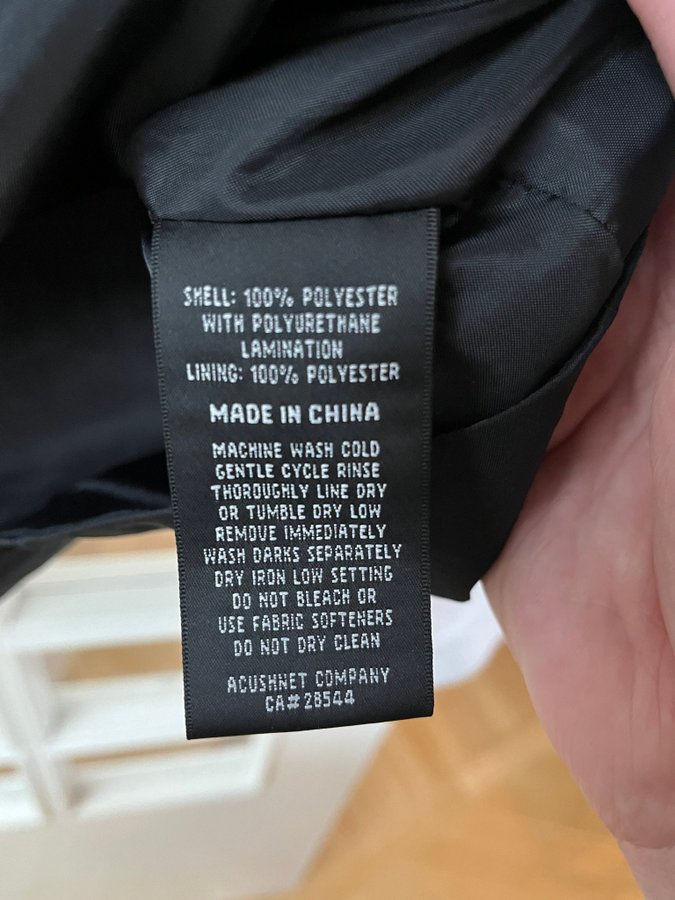 SHELL: 100% POLYESTER
WITH POLYURETHANE
LAMINATION
LINING: 100% POLYESTER
MADE IN CHINA
MACHINE WASH COLD
GENTLE CYCLE RINSE
THOROUGHLY LINE DRY
OR TUMBLE DRY LOW
REMOVE IMMEDIATELY
WASH DARKS SEPARATELY
DRY IRON LOW SETTING
DO NOT BLEACH OR
USE FABRIC SOFTENERS
DO NOT DRY CLEAN
ACUSHNET COMPANY
CA# 28544